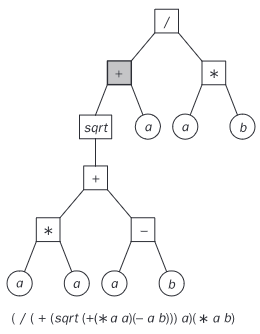 /
+ *
sqrt a a b
+
* −
a a a b
( / ( + (sqrt (+(* a a)(− a b))) a)(* a b)